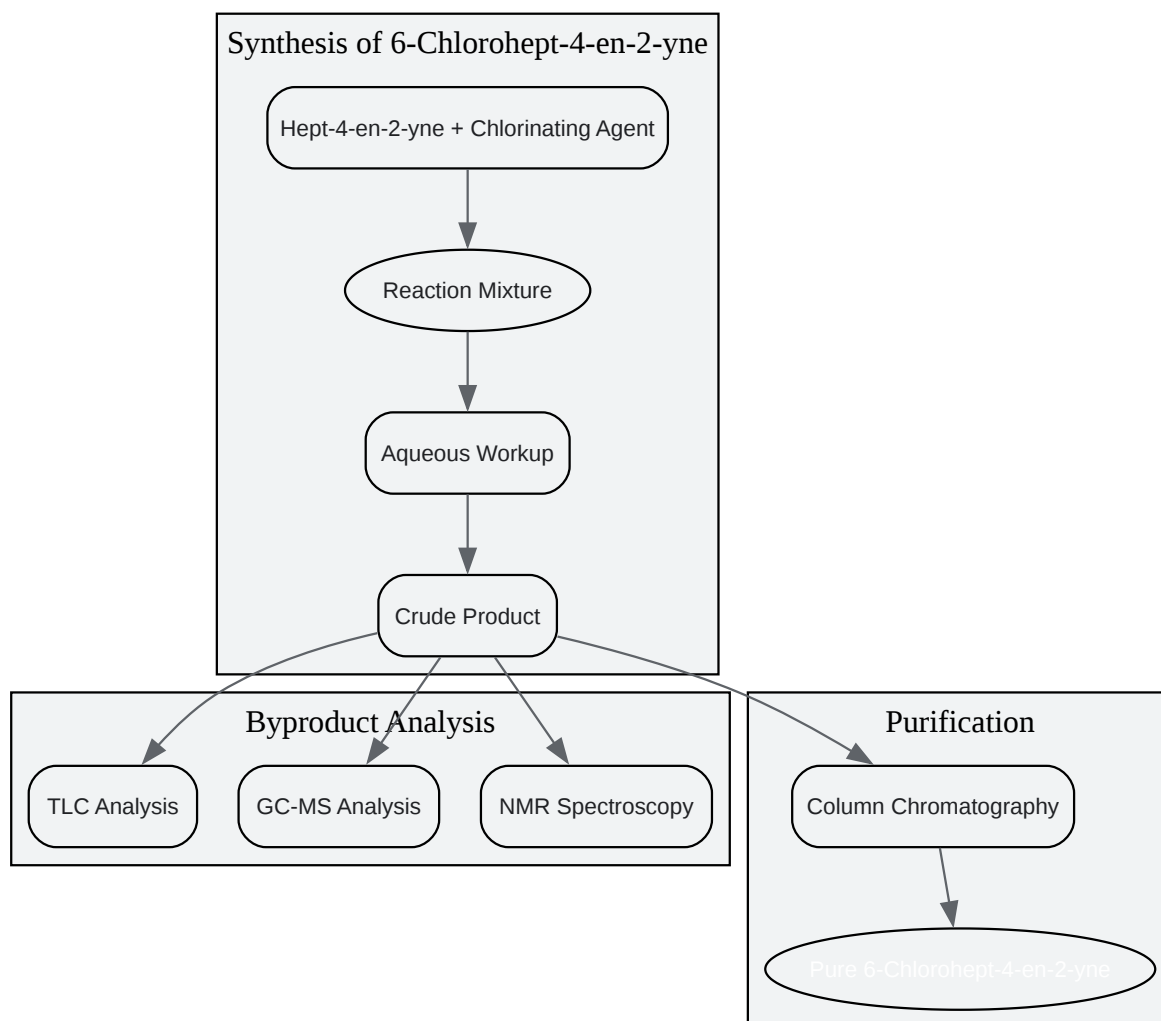 Synthesis of 6-Chlorohept-4-en-2-yne
Hept-4-en-2-yne + Chlorinating Agent
Reaction Mixture
Aqueous Workup
Crude Product
Byproduct Analysis
TLC Analysis
GC-MS Analysis
NMR Spectroscopy
Purification
Column Chromatography
Pure 6-Chlorohept-4-en-2-yne